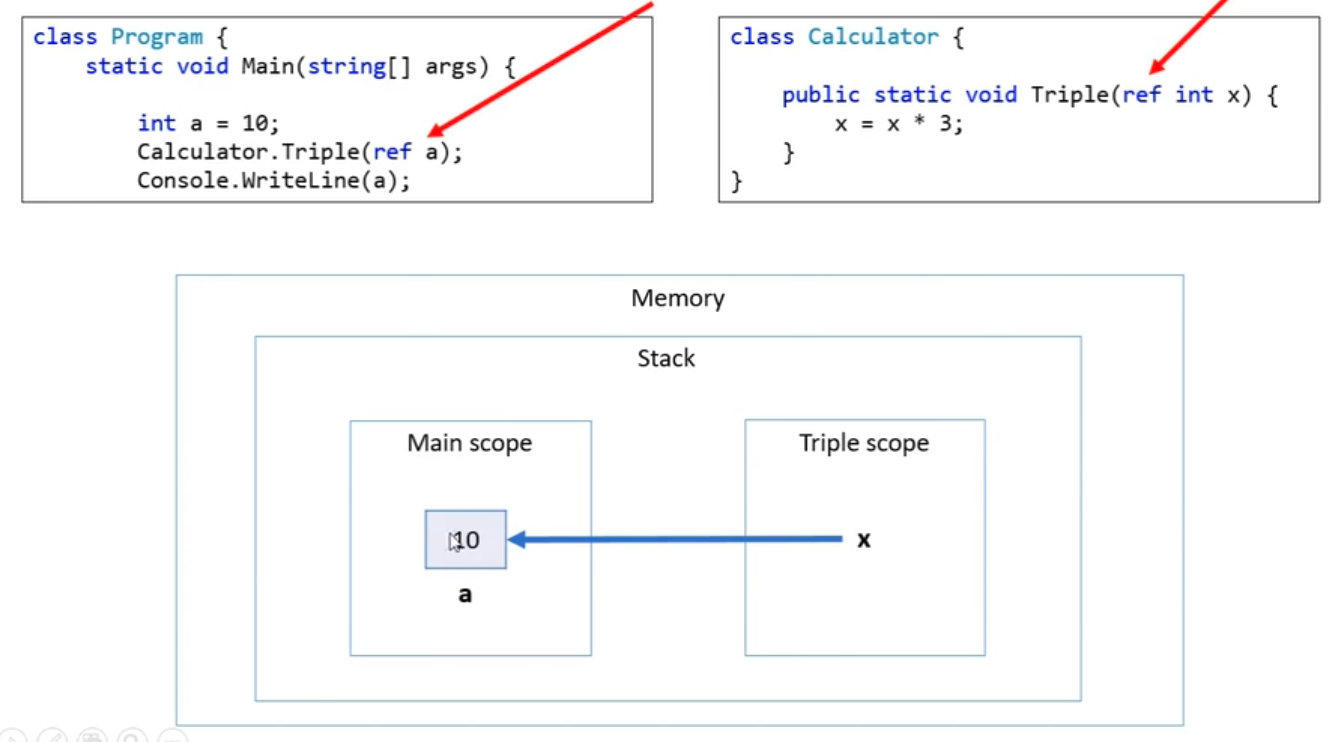 class Program {
static void Main(string[] args) {
int a = 10;
Calculator.Triple(ref a);
Console.WriteLine(a);
class Calculator {
public static void Triple(ref int x) {
x = x * 3;
}
}
Memory
Stack
Main scope
Triple scope
10
x
a